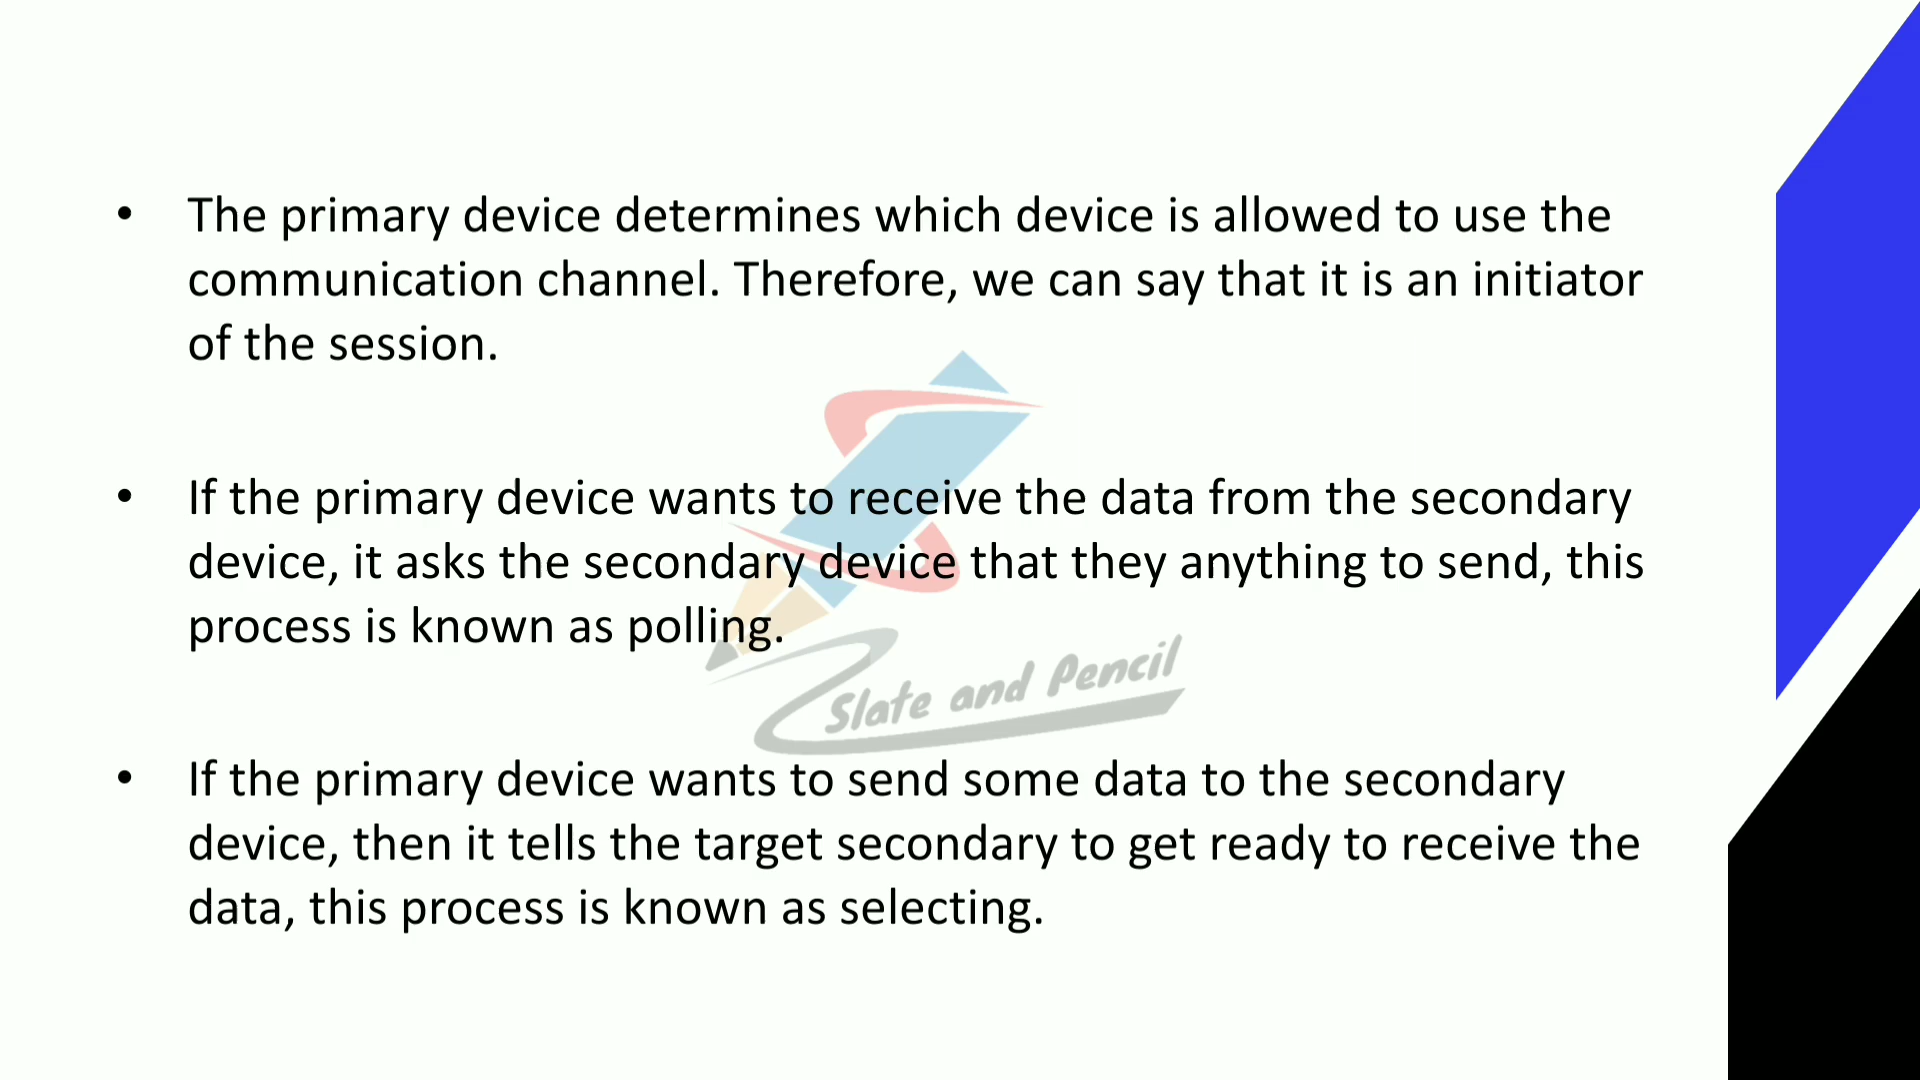 • The primary device determines which device is allowed to use the
communication channel. Therefore, we can say that it is an initiator
of the session.
• If the primary device wants to receive the data from the secondary
device, it asks the secondary device that they anything to send, this
process is known as polling.
Slate and Pencil
• If the primary device wants to send some data to the secondary
device, then it tells the target secondary to get ready to receive the
data, this process is known as selecting.